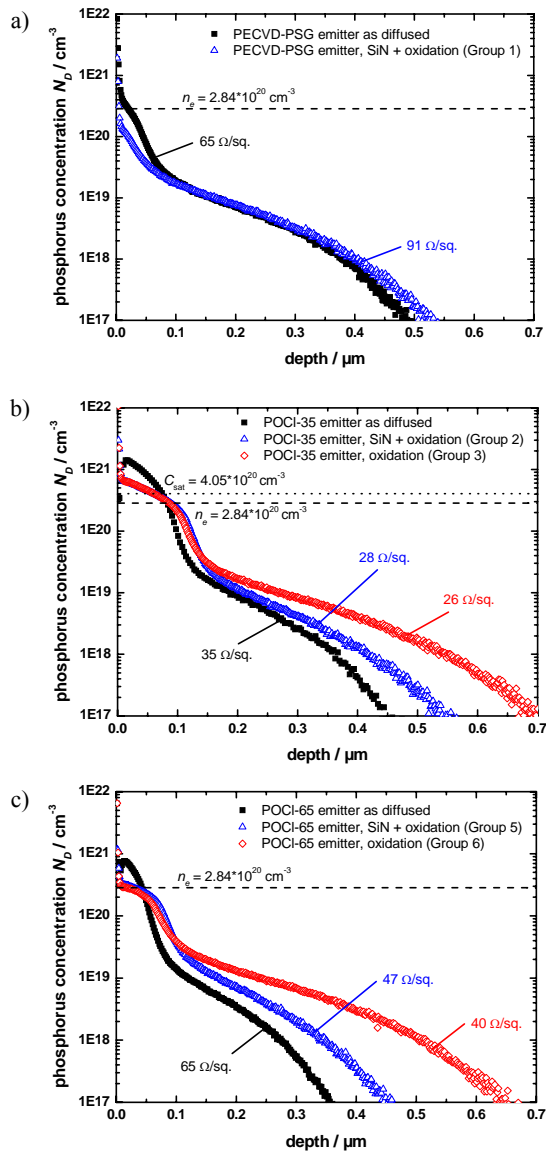 a)
1E22
1E21
1E20
1E19
1E18
1E17
phosphorus concentration N_D / cm⁻³
PECVD-PSG emitter as diffused
PECVD-PSG emitter, SiN + oxidation (Group 1)
n_e = 2.84*10²⁰ cm⁻³
65 Ω/sq.
91 Ω/sq.
0.0 0.1 0.2 0.3 0.4 0.5 0.6 0.7
depth / µm
b)
1E22
1E21
1E20
1E19
1E18
1E17
phosphorus concentration N_D / cm⁻³
POCl-35 emitter as diffused
POCl-35 emitter, SiN + oxidation (Group 2)
POCl-35 emitter, oxidation (Group 3)
C_sat = 4.05*10²⁰ cm⁻³
n_e = 2.84*10²⁰ cm⁻³
28 Ω/sq.
26 Ω/sq.
35 Ω/sq.
0.0 0.1 0.2 0.3 0.4 0.5 0.6 0.7
depth / µm
c)
1E22
1E21
1E20
1E19
1E18
1E17
phosphorus concentration N_D / cm⁻³
POCl-65 emitter as diffused
POCl-65 emitter, SiN + oxidation (Group 5)
POCl-65 emitter, oxidation (Group 6)
n_e = 2.84*10²⁰ cm⁻³
47 Ω/sq.
40 Ω/sq.
65 Ω/sq.
0.0 0.1 0.2 0.3 0.4 0.5 0.6 0.7
depth / µm